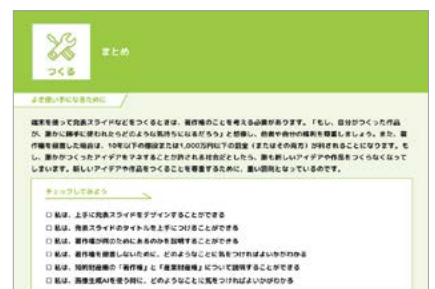 まとめ
つくる
よき使い手になるために
端末を使って発表スライドなどをつくるときは、著作権のことを考える必要があります。「もし、自分がつくった作品
が、誰かに勝手に使われたらどのような気持ちになるだろう」と想像し、他者や自分の権利を尊重しましょう。また、著
作権を侵害した場合は、10年以下の懲役または1,000万円以下の罰金（またはその両方）が科されることになります。も
し、誰かがつくったアイデアをマネすることが許される社会だとしたら、誰も新しいアイデアや作品をつくらなくなって
しまいます。新しいアイデアや作品をつくることを尊重するために、重い罰則となっているのです。
チェックしてみよう
□ 私は、上手に発表スライドをデザインすることができる
□ 私は、発表スライドのタイトルを上手につけることができる
□ 私は、著作権が何のためにあるのかを説明することができる
□ 私は、著作権を侵害しないために、どのようなことに気をつければよいかがわかる
□ 私は、知的財産権の「著作権」と「産業財産権」について説明することができる
□ 私は、画像生成AIを使う時に、どのようなことに気をつければよいかがわかる